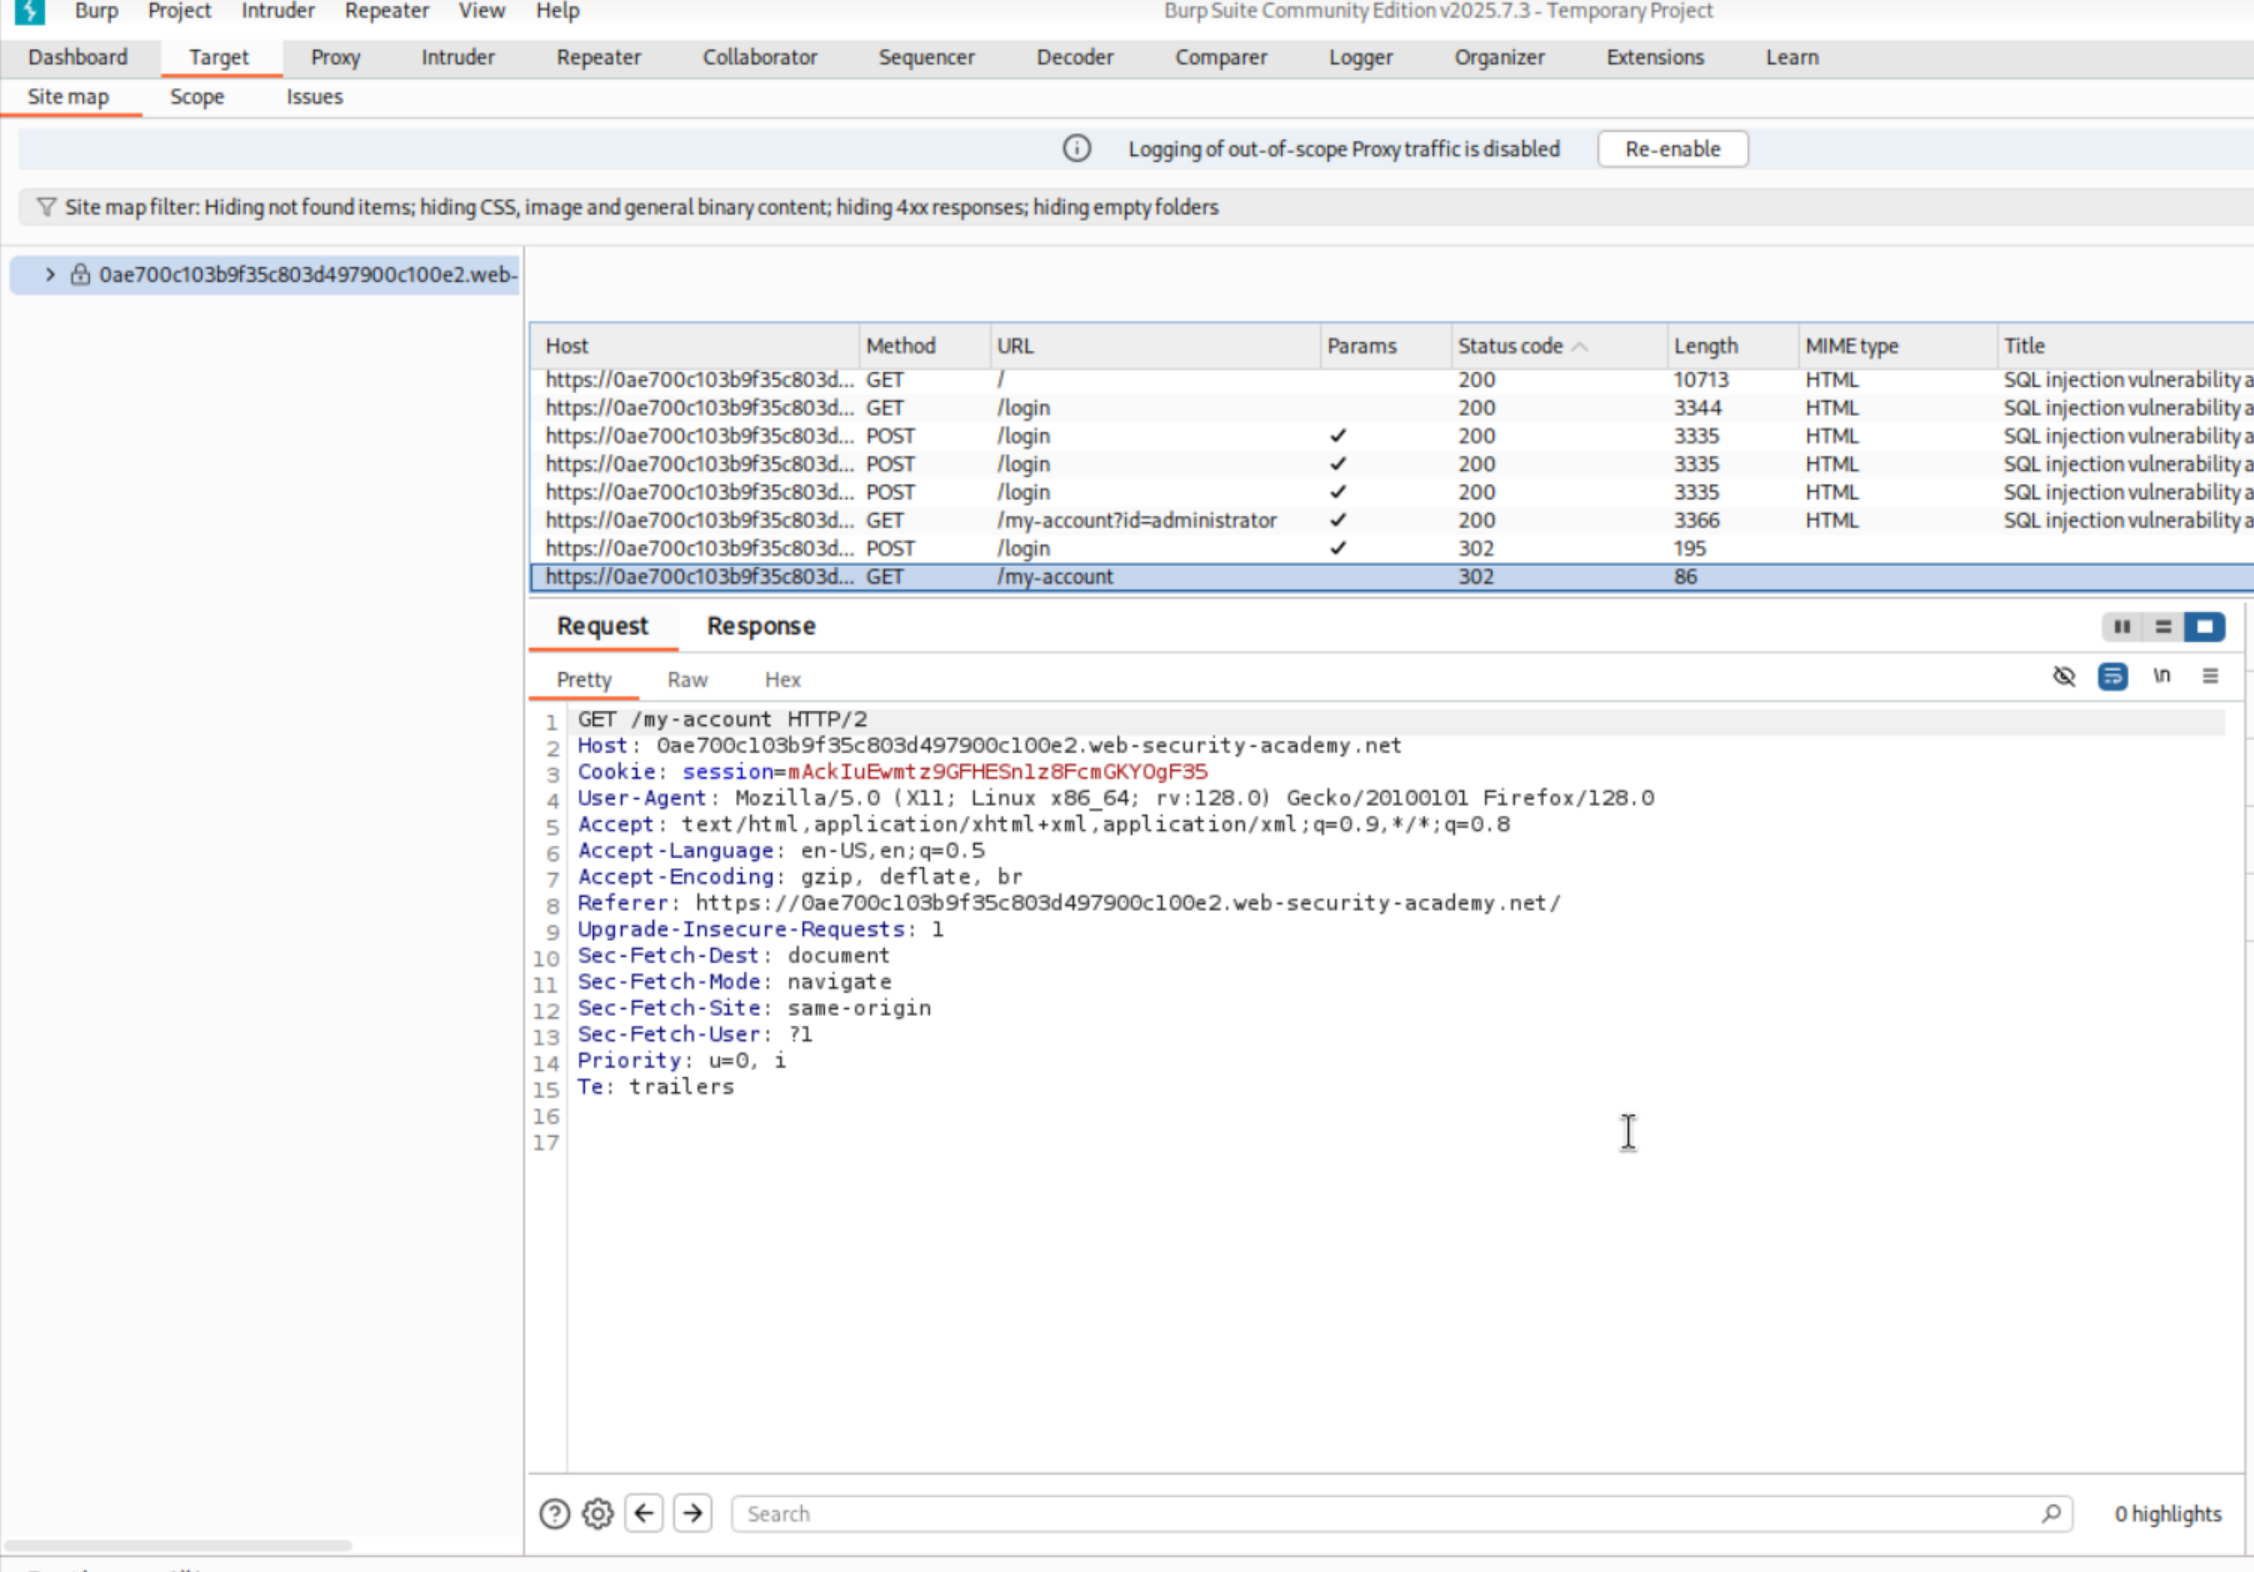 Burp Project Intruder Repeater View Help Burp Suite Community Edition v2025.7.3 - Temporary Project
Dashboard Target Proxy Intruder Repeater Collaborator Sequencer Decoder Comparer Logger Organizer Extensions Learn
Site map Scope Issues
Logging of out-of-scope Proxy traffic is disabled Re-enable
Site map filter: Hiding not found items; hiding CSS, image and general binary content; hiding 4xx responses; hiding empty folders
0ae700c103b9f35c803d497900c100e2.web-
Host Method URL Params Status code Length MIME type Title
https://0ae700c103b9f35c803d... GET / 200 10713 HTML SQL injection vulnerability a
https://0ae700c103b9f35c803d... GET /login 200 3344 HTML SQL injection vulnerability a
https://0ae700c103b9f35c803d... POST /login ✓ 200 3335 HTML SQL injection vulnerability a
https://0ae700c103b9f35c803d... POST /login ✓ 200 3335 HTML SQL injection vulnerability a
https://0ae700c103b9f35c803d... POST /login ✓ 200 3335 HTML SQL injection vulnerability a
https://0ae700c103b9f35c803d... GET /my-account?id=administrator ✓ 200 3366 HTML SQL injection vulnerability a
https://0ae700c103b9f35c803d... POST /login ✓ 302 195
https://0ae700c103b9f35c803d... GET /my-account 302 86
Request Response
Pretty Raw Hex \n
1 GET /my-account HTTP/2
2 Host: 0ae700c103b9f35c803d497900c100e2.web-security-academy.net
3 Cookie: session=mAckIuEwmtz9GFHESnlz8FcmGKYOgF35
4 User-Agent: Mozilla/5.0 (X11; Linux x86_64; rv:128.0) Gecko/20100101 Firefox/128.0
5 Accept: text/html,application/xhtml+xml,application/xml;q=0.9,*/*;q=0.8
6 Accept-Language: en-US,en;q=0.5
7 Accept-Encoding: gzip, deflate, br
8 Referer: https://0ae700c103b9f35c803d497900c100e2.web-security-academy.net/
9 Upgrade-Insecure-Requests: 1
10 Sec-Fetch-Dest: document
11 Sec-Fetch-Mode: navigate
12 Sec-Fetch-Site: same-origin
13 Sec-Fetch-User: ?1
14 Priority: u=0, i
15 Te: trailers
16
17
Search 0 highlights